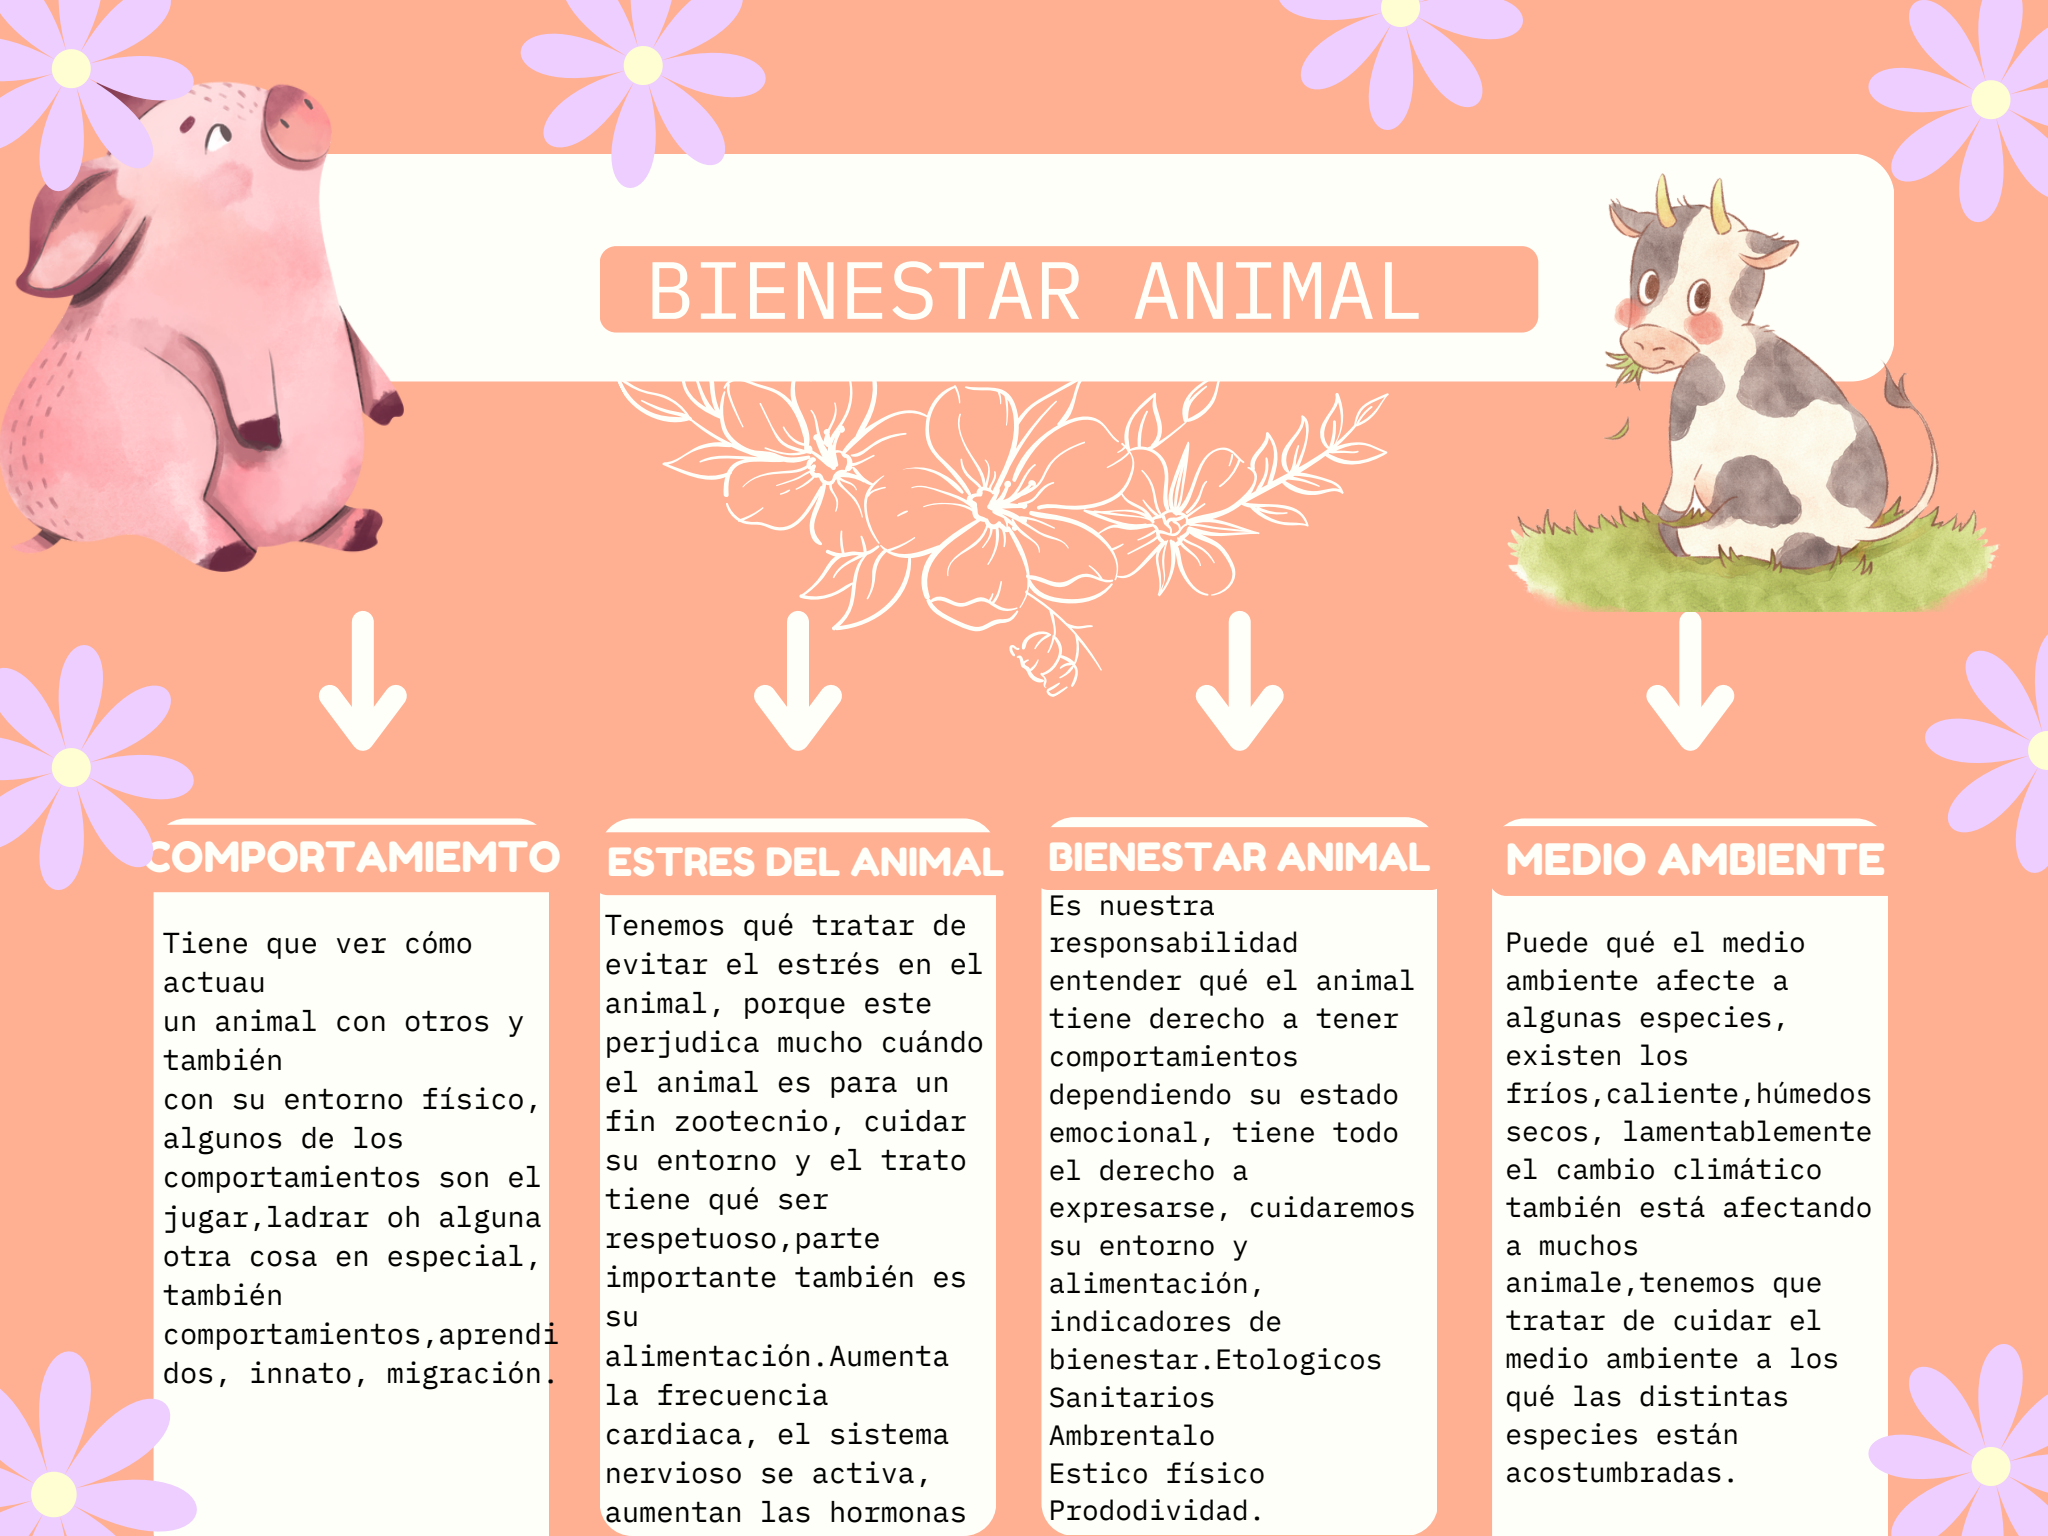 BIENESTAR ANIMAL
COMPORTAMIEMTO
Tiene que ver cómo
actuau
un animal con otros y
también
con su entorno físico,
algunos de los
comportamientos son el
jugar,ladrar oh alguna
otra cosa en especial,
también
comportamientos,aprendi
dos, innato, migración.
ESTRES DEL ANIMAL
Tenemos qué tratar de
evitar el estrés en el
animal, porque este
perjudica mucho cuándo
el animal es para un
fin zootecnio, cuidar
su entorno y el trato
tiene qué ser
respetuoso,parte
importante también es
su
alimentación.Aumenta
la frecuencia
cardiaca, el sistema
nervioso se activa,
aumentan las hormonas
BIENESTAR ANIMAL
Es nuestra
responsabilidad
entender qué el animal
tiene derecho a tener
comportamientos
dependiendo su estado
emocional, tiene todo
el derecho a
expresarse, cuidaremos
su entorno y
alimentación,
indicadores de
bienestar.Etologicos
Sanitarios
Ambrentalo
Estico físico
Prododividad.
MEDIO AMBIENTE
Puede qué el medio
ambiente afecte a
algunas especies,
existen los
fríos,caliente,húmedos
secos, lamentablemente
el cambio climático
también está afectando
a muchos
animale,tenemos que
tratar de cuidar el
medio ambiente a los
qué las distintas
especies están
acostumbradas.